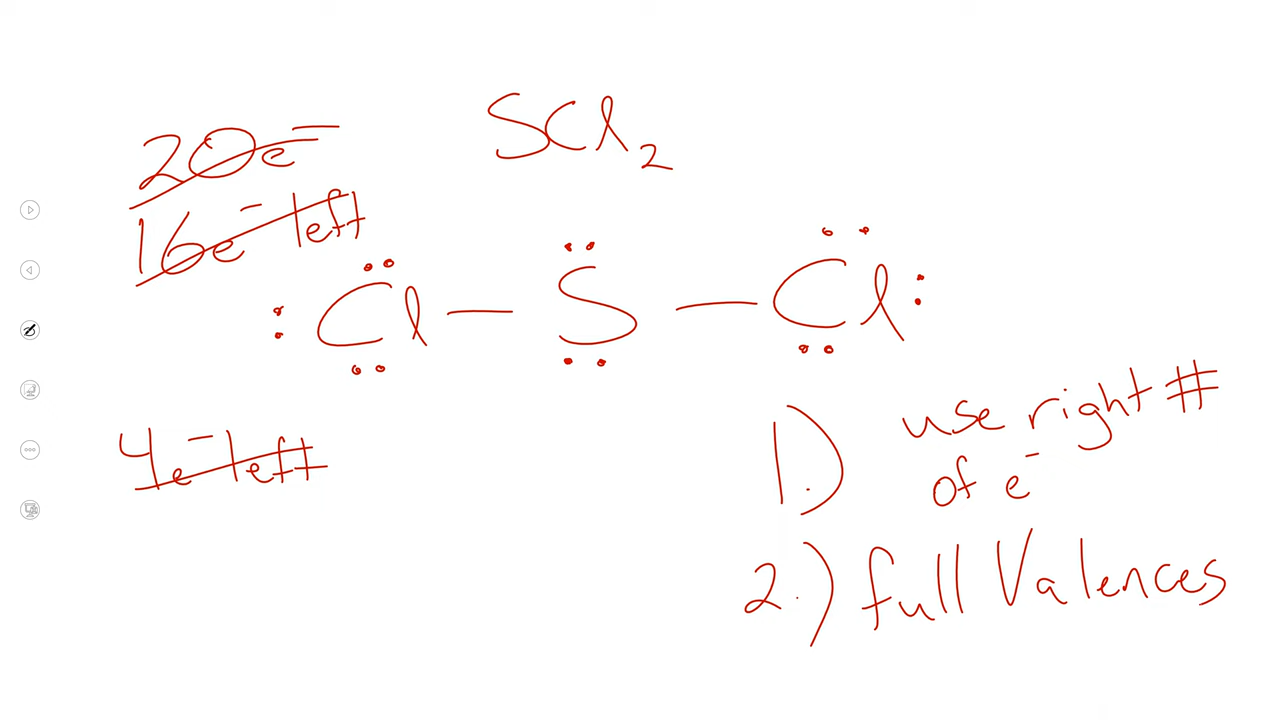 SCl₂
20e⁻
16e⁻ left
Cl — S — Cl
4e⁻ left
1.) use right #
of e⁻
2.) full Valences